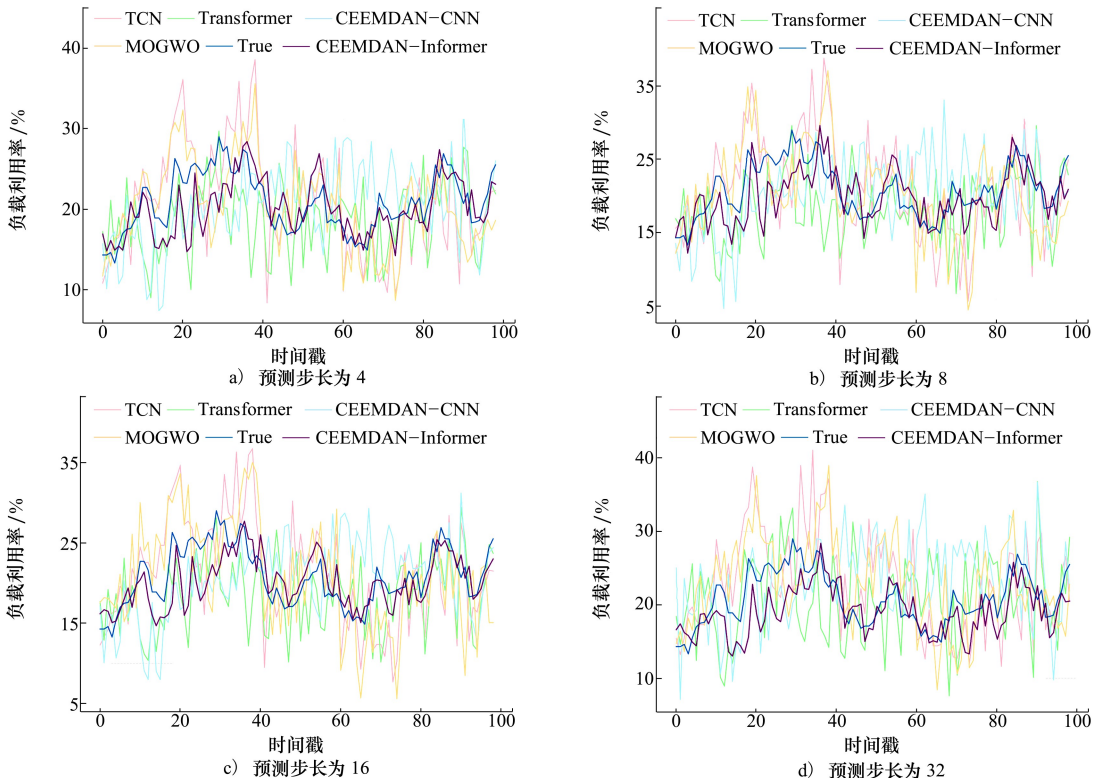 TCN Transformer CEEMDAN-CNN
MOGWO True CEEMDAN-Informer
负载利用率/%
40
30
20
10
0 20 40 60 80 100
时间戳
a) 预测步长为 4
TCN Transformer CEEMDAN-CNN
MOGWO True CEEMDAN-Informer
负载利用率/%
35
25
15
5
0 20 40 60 80 100
时间戳
b) 预测步长为 8
TCN Transformer CEEMDAN-CNN
MOGWO True CEEMDAN-Informer
负载利用率/%
35
25
15
5
0 20 40 60 80 100
时间戳
c) 预测步长为 16
TCN Transformer CEEMDAN-CNN
MOGWO True CEEMDAN-Informer
负载利用率/%
40
30
20
10
0 20 40 60 80 100
时间戳
d) 预测步长为 32